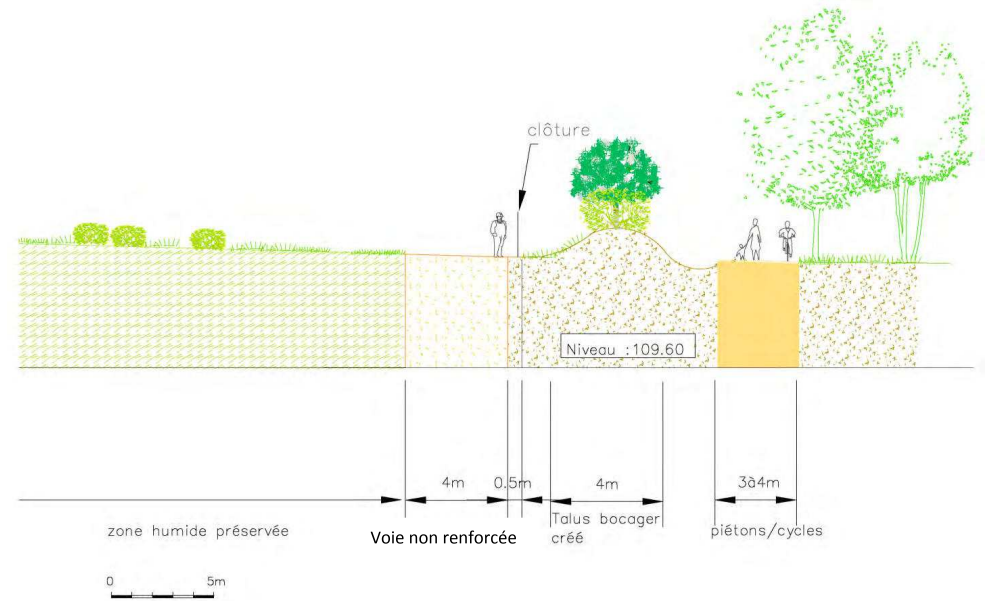 clôture
Niveau :109.60
4m 0.5m 4m 3à4m
zone humide préservée
Voie non renforcée
Talus bocager
créé
piétons/cycles
0 5m